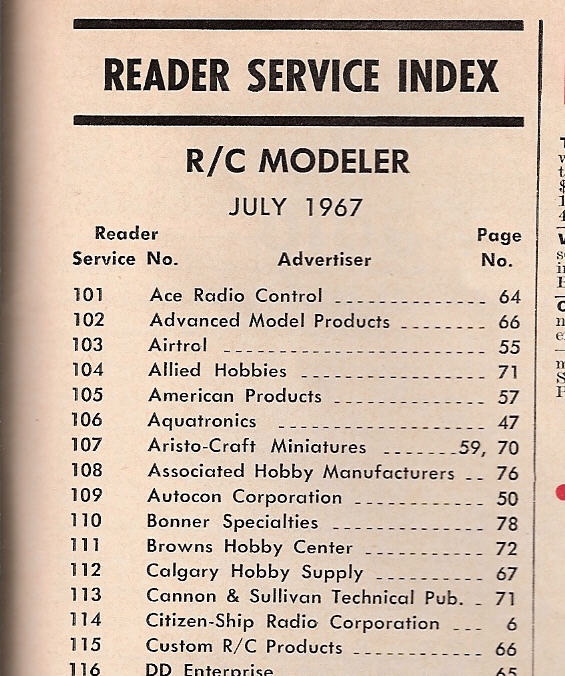 READER SERVICE INDEX
R/C MODELER
JULY 1967
Reader Page
Service No. Advertiser No.
101 Ace Radio Control 64
102 Advanced Model Products 66
103 Airtrol 55
104 Allied Hobbies 71
105 American Products 57
106 Aquatronics 47
107 Aristo-Craft Miniatures 59, 70
108 Associated Hobby Manufacturers 76
109 Autocon Corporation 50
110 Bonner Specialties 78
111 Browns Hobby Center 72
112 Calgary Hobby Supply 67
113 Cannon & Sullivan Technical Pub. 71
114 Citizen-Ship Radio Corporation 6
115 Custom R/C Products 66
116 DD Enterprise 65